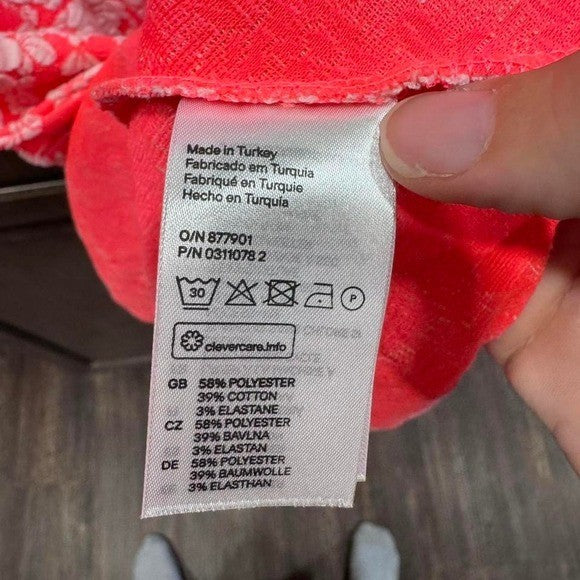 Made in Turkey
Fabricado em Turquia
Fabriqué en Turquie
Hecho en Turquía
O/N 877901
P/N 0311078 2
30 P
clevercare.info
GB 58% POLYESTER
39% COTTON
3% ELASTANE
CZ 58% POLYESTER
39% BAVLNA
3% ELASTAN
DE 58% POLYESTER
39% BAUMWOLLE
3% ELASTHAN